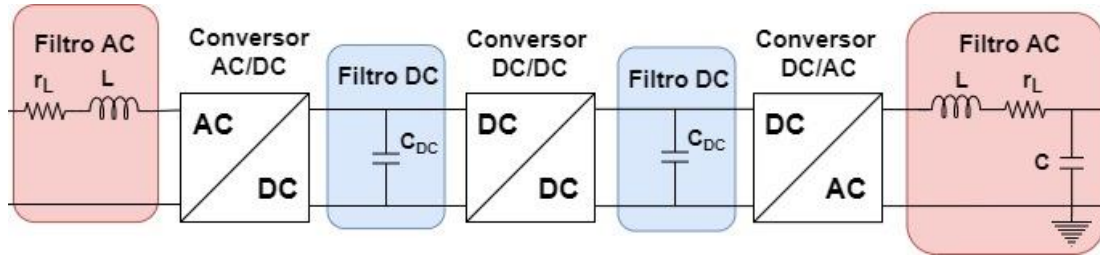 Filtro AC
rL
L
Conversor
AC/DC
AC
DC
Filtro DC
CDC
Conversor
DC/DC
DC
DC
Filtro DC
CDC
Conversor
DC/AC
DC
AC
Filtro AC
L
rL
C